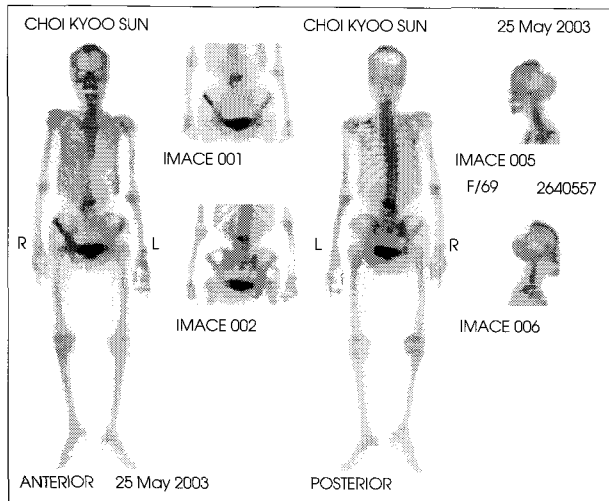 CHOI KYOO SUN
CHOI KYOO SUN
25 May 2003
IMACE 001
IMACE 005
F/69 2640557
R
L
L
R
IMACE 002
IMACE 006
ANTERIOR 25 May 2003
POSTERIOR